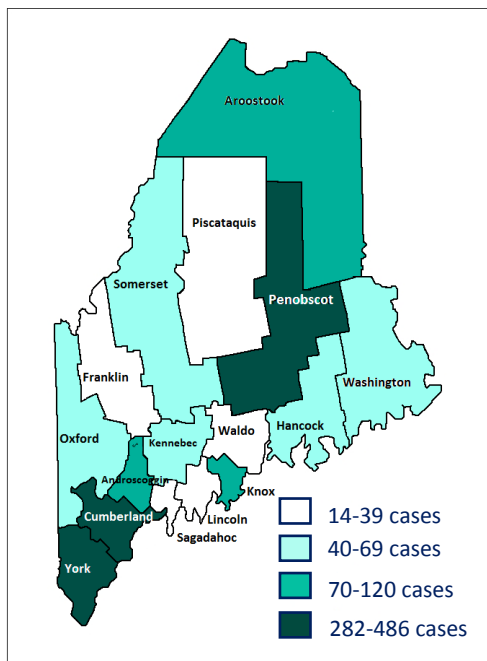 Aroostook
Piscataquis
Somerset
Penobscot
Franklin
Washington
Waldo
Hancock
Oxford
Kennebec
Androscoggin
Knox
Cumberland
Lincoln
Sagadahoc
York
14-39 cases
40-69 cases
70-120 cases
282-486 cases